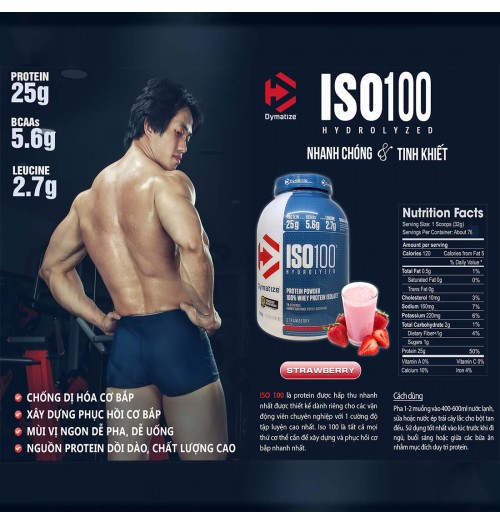 PROTEIN
25g
BCAAs
5.6g
LEUCINE
2.7g
Dymatize
ISO100
HYDROLYZED
NHANH CHÓNG & TINH KHIẾT
PROTEIN
25g
BCAAs
5.6g
LEUCINE
2.7g
ISO100
HYDROLYZED
PROTEIN POWDER
100% WHEY PROTEIN ISOLATE
STRAWBERRY
STRAWBERRY
Nutrition Facts
Serving Size: 1 Scoops (32g)
Servings Per Container: About 76
Amount per serving
Calories 120 Calories from Fat 5
% Daily Value *
Total Fat 0.5g 1%
Saturated Fat 0g 0%
Trans Fat 0g
Cholesterol 10mg 3%
Sodium 160mg 7%
Potassium 220mg 6%
Total Carbohydrate 2g 1%
Dietary Fiber<1g 4%
Sugars 1g
Protein 25g 50%
Vitamin A 0% Vitamin C 0%
Calcium 10% Iron 4%
CHỐNG DỊ HÓA CƠ BẮP
XÂY DỰNG PHỤC HỒI CƠ BẮP
MÙI VỊ NGON DỄ PHA, DỄ UỐNG
NGUỒN PROTEIN DỒI DÀO, CHẤT LƯỢNG CAO
ISO 100 là protein được hấp thu nhanh
nhất được thiết kế dành riêng cho các vận
động viên chuyên nghiệp với 1 cường độ
tập luyện cao nhất. Iso 100 là tất cả mọi
thứ cơ thể cần để xây dựng và phục hồi cơ
bắp nhanh nhất.
Cách dùng
Pha 1-2 muỗng vào 400-600ml nước lạnh,
sữa hoặc nước ép trái cây lắc cho bột tan
đều. Sử dụng tốt nhất vào lúc trước khi đi
ngủ, buổi sáng hoặc giữa các bữa ăn
nhằm mục đích duy trì protein.